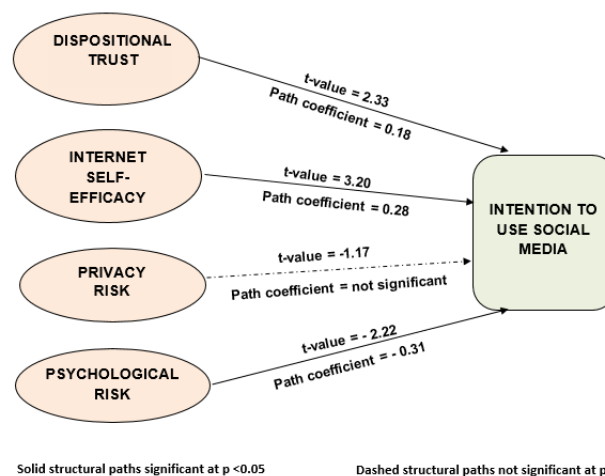 DISPOSITIONAL
TRUST
t-value = 2.33
Path coefficient = 0.18
INTERNET
SELF-
EFFICACY
t-value = 3.20
Path coefficient = 0.28
INTENTION TO
USE SOCIAL
MEDIA
PRIVACY
RISK
t-value = -1.17
Path coefficient = not significant
PSYCHOLOGICAL
RISK
t-value = - 2.22
Path coefficient = - 0.31
Solid structural paths significant at p <0.05
Dashed structural paths not significant at p